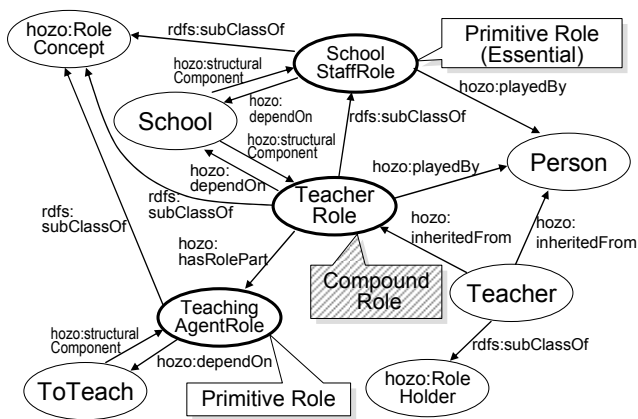 hozo:Role
Concept
rdfs:subClassOf
School
StaffRole
Primitive Role
(Essential)
hozo:structural
Component
hozo:
dependOn
hozo:playedBy
School
hozo:structural
Component
rdfs:subClassOf
hozo:
dependOn
hozo:playedBy
Person
rdfs:
subClassOf
rdfs:
subClassOf
Teacher
Role
hozo:
inheritedFrom
hozo:
inheritedFrom
hozo:
hasRolePart
Compound
Role
Teacher
Teaching
AgentRole
hozo:structural
Component
hozo:dependOn
rdfs:subClassOf
ToTeach
Primitive Role
hozo:Role
Holder